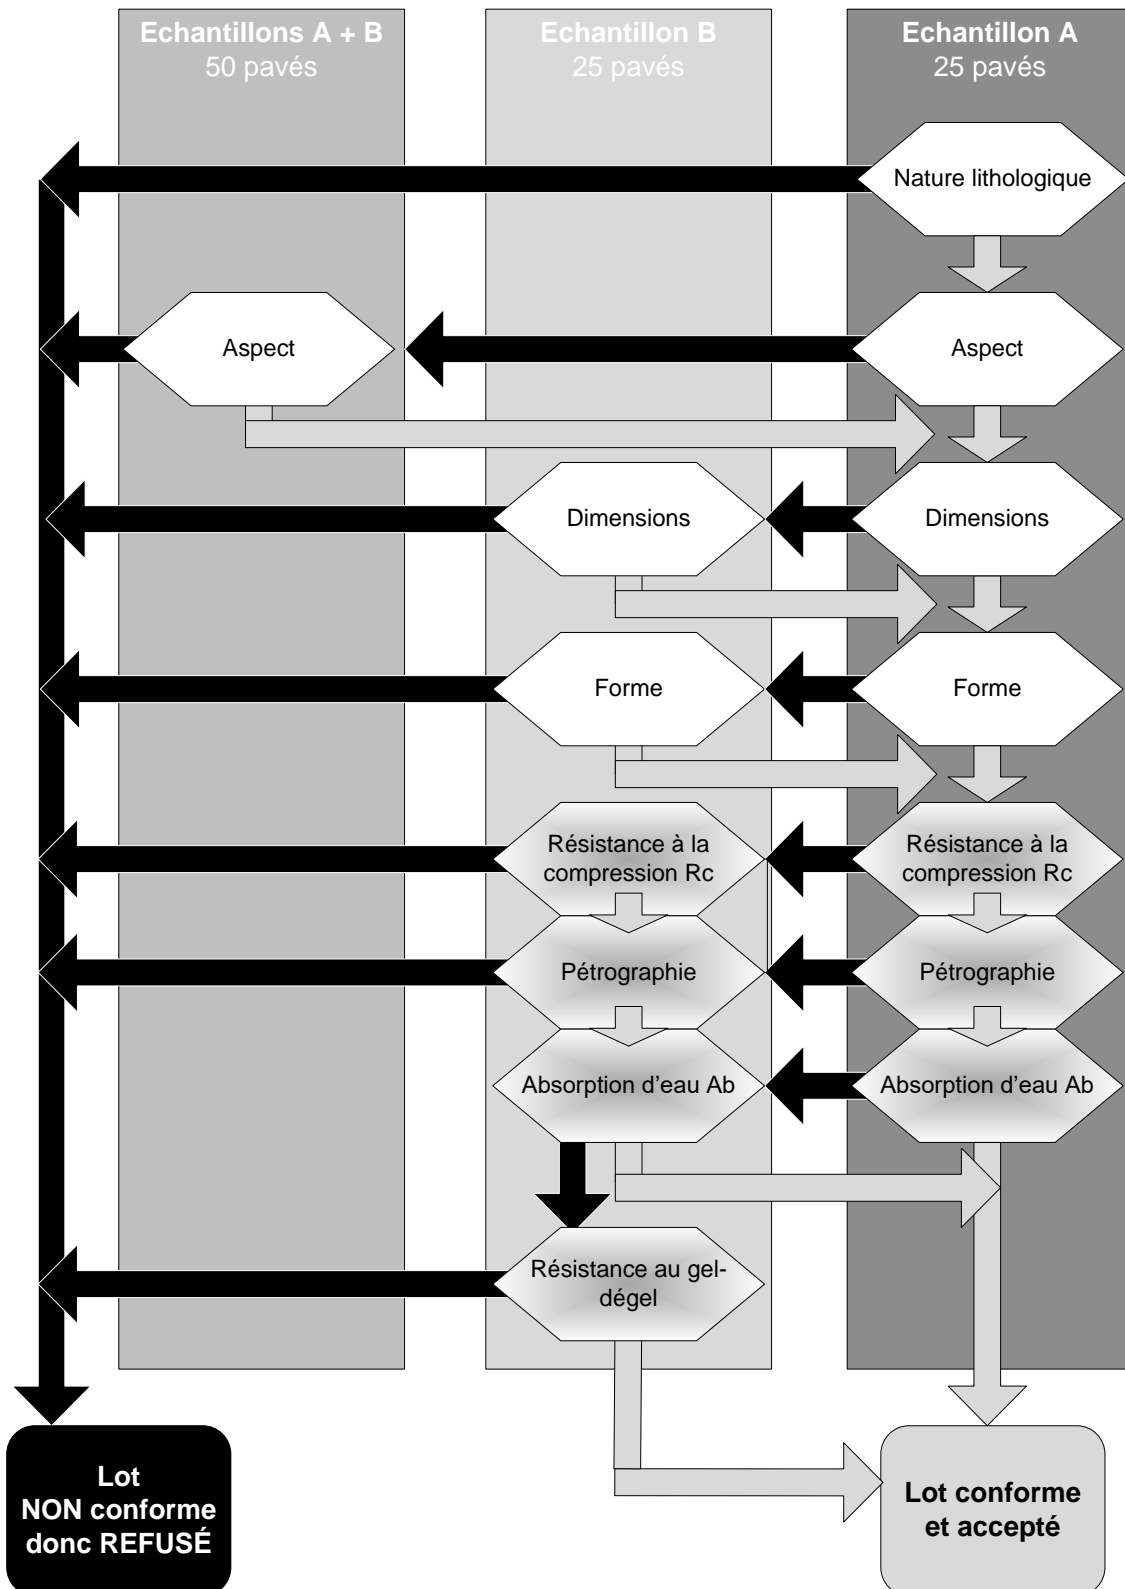 Echantillons A + B
50 pavés
Echantillon B
25 pavés
Echantillon A
25 pavés
Nature lithologique
Aspect
Aspect
Dimensions
Dimensions
Forme
Forme
Résistance à la
compression Rc
Résistance à la
compression Rc
Pétrographie
Pétrographie
Absorption d’eau Ab
Absorption d’eau Ab
Résistance au gel-
dégel
Lot
NON conforme
donc REFUSÉ
Lot conforme
et accepté